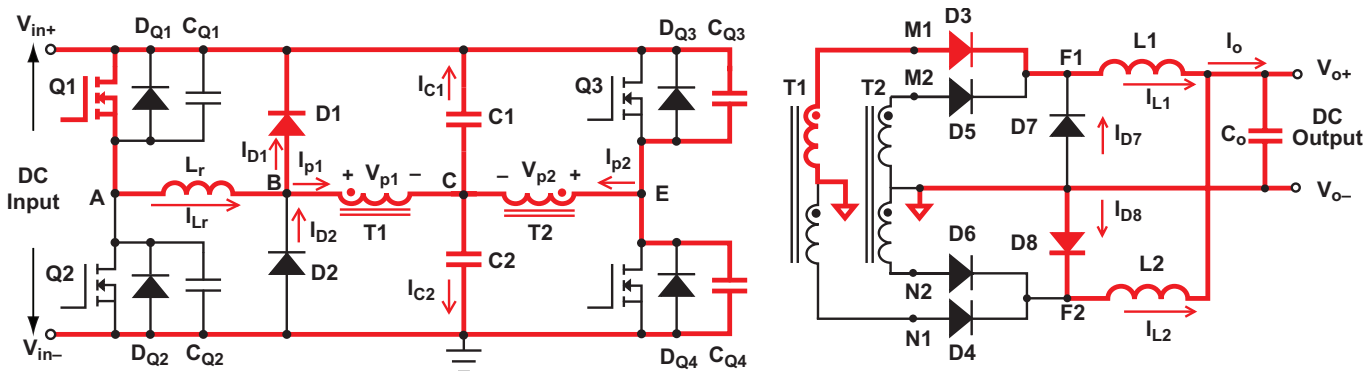 Vin+
DQ1
CQ1
Q1
DC
Input
A
Lr
ILr
Q2
DQ2
CQ2
Vin–
ID1
D1
B
Ip1
+ Vp1 –
T1
ID2
D2
IC1
C1
C
C2
IC2
– Vp2 +
T2
Ip2
E
Q3
DQ3
CQ3
Q4
DQ4
CQ4
T1
T2
M1
D3
M2
D5
F1
D7
ID7
L1
IL1
Io
Vo+
DC
Output
Co
Vo–
ID8
D8
L2
IL2
F2
D6
N2
N1
D4